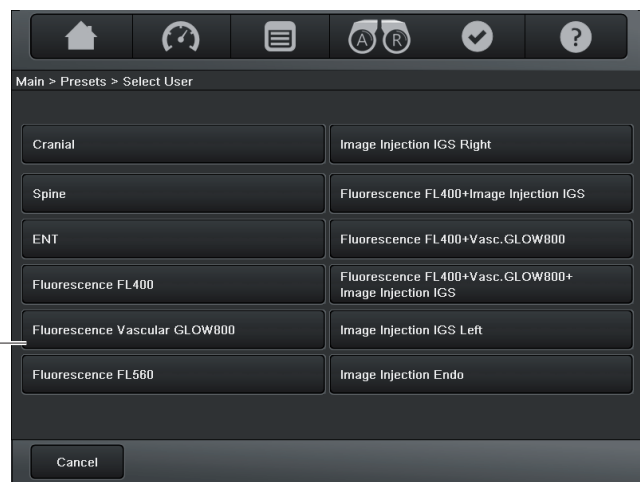 A R ?
Main > Presets > Select User
Cranial
Spine
ENT
Fluorescence FL400
Fluorescence Vascular GLOW800
Fluorescence FL560
Image Injection IGS Right
Fluorescence FL400+Image Injection IGS
Fluorescence FL400+Vasc.GLOW800
Fluorescence FL400+Vasc.GLOW800+
Image Injection IGS
Image Injection IGS Left
Image Injection Endo
Cancel